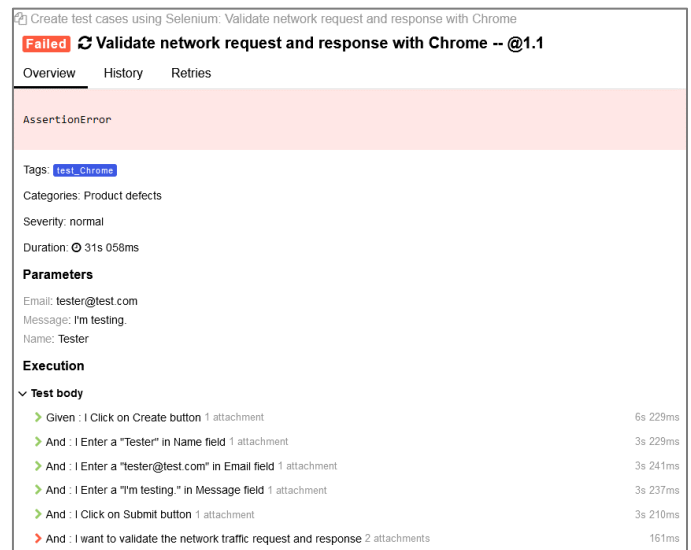 Create test cases using Selenium: Validate network request and response with Chrome
Failed Validate network request and response with Chrome -- @1.1
Overview History Retries
AssertionError
Tags: test_Chrome
Categories: Product defects
Severity: normal
Duration: 31s 058ms
Parameters
Email: tester@test.com
Message: I'm testing.
Name: Tester
Execution
Test body
Given : I Click on Create button 1 attachment 6s 229ms
And : I Enter a "Tester" in Name field 1 attachment 3s 229ms
And : I Enter a "tester@test.com" in Email field 1 attachment 3s 241ms
And : I Enter a "I'm testing." in Message field 1 attachment 3s 237ms
And : I Click on Submit button 1 attachment 3s 210ms
And : I want to validate the network traffic request and response 2 attachments 161ms